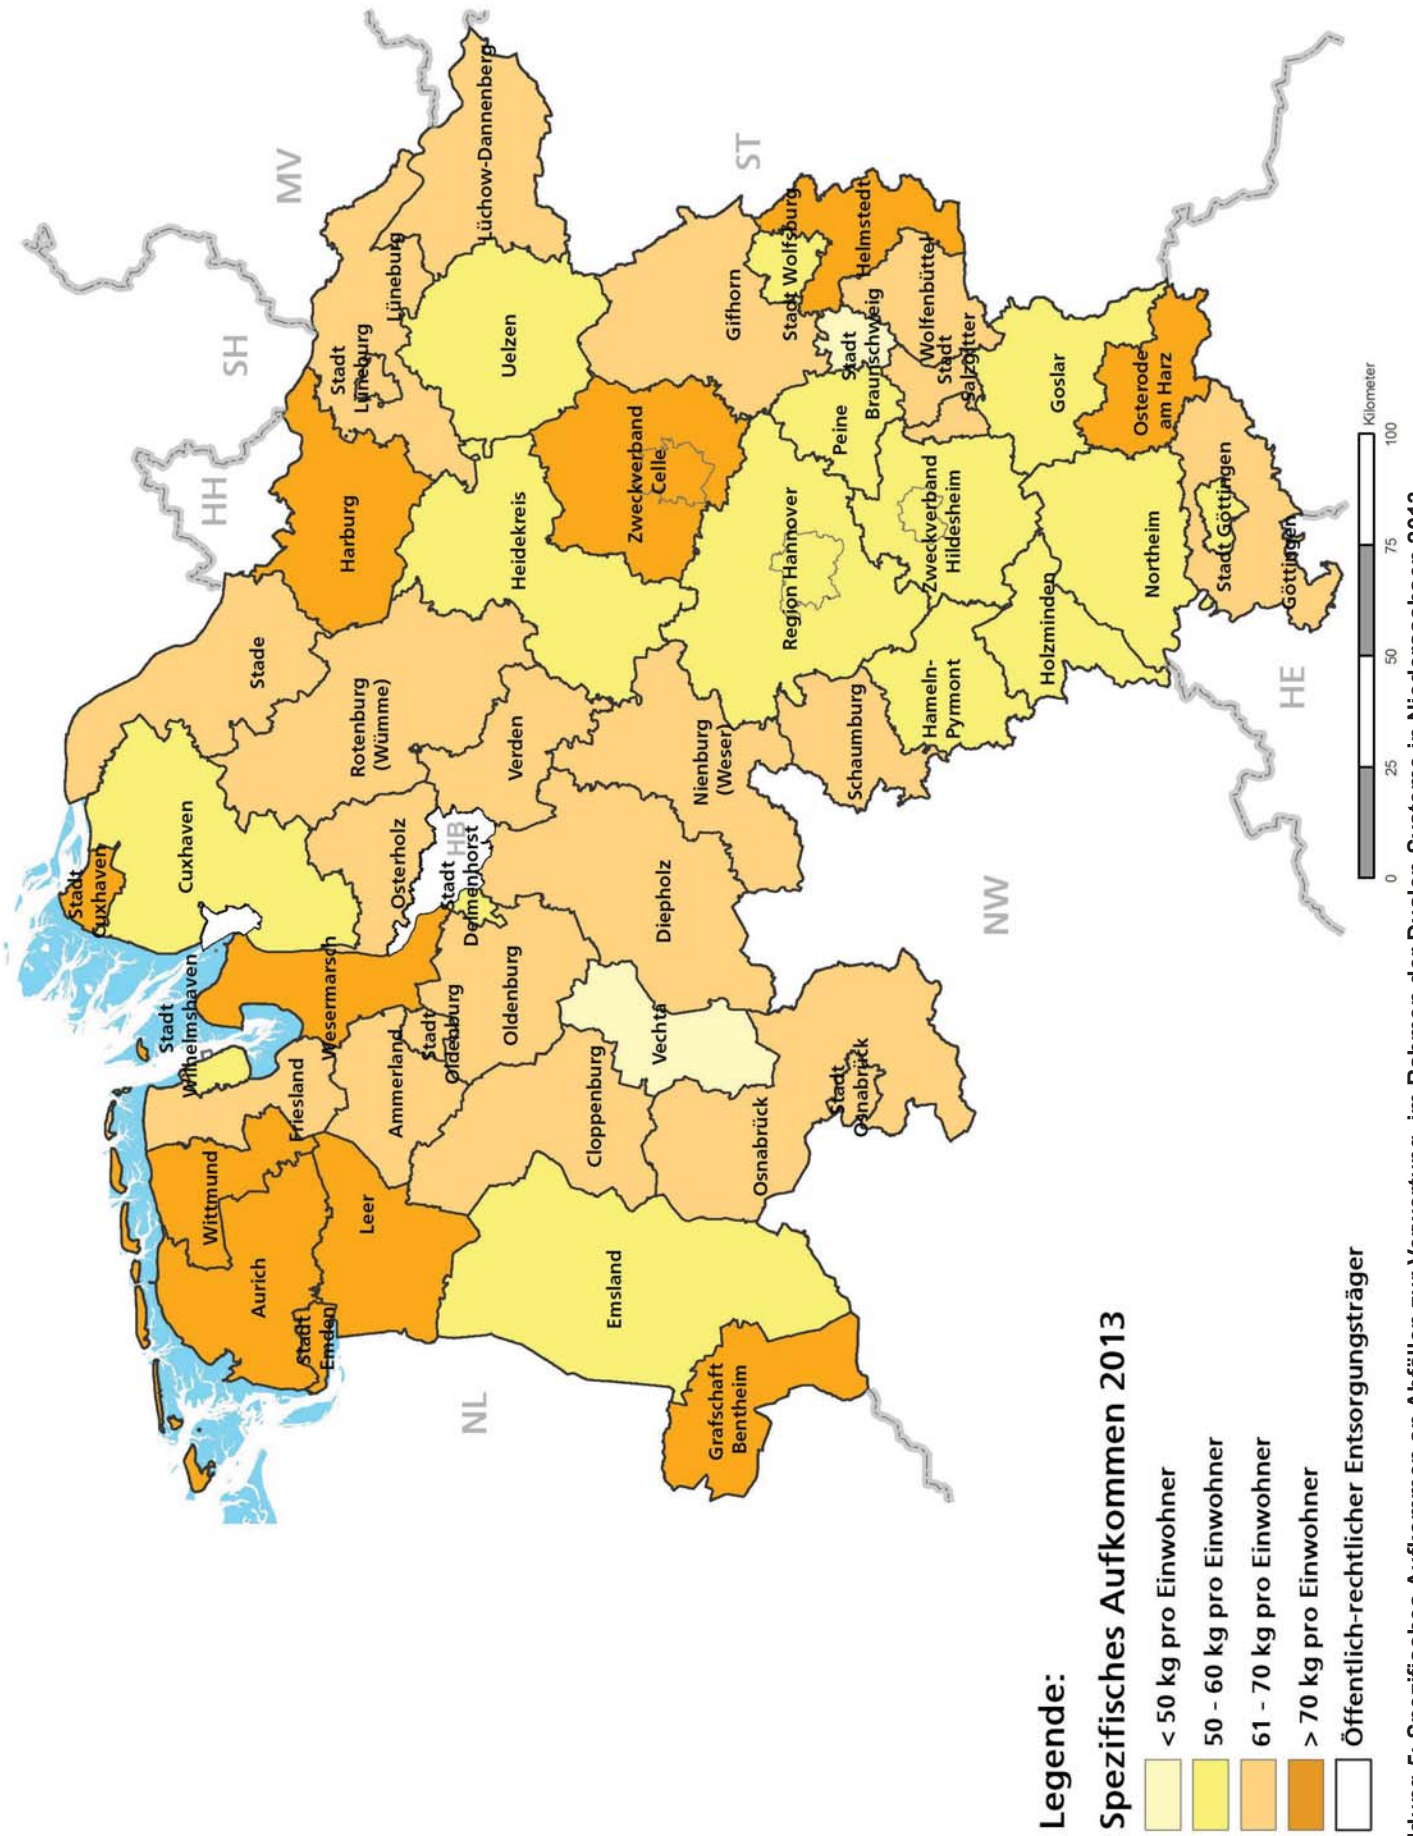 MV
SH
HH
ST
HB
NL
NW
HE
Stadt
Cuxhaven
Cuxhaven
Stade
Harburg
Stadt
Lüneburg
Lüneburg
Lüchow-Dannenberg
Stadt
Wilhelmshaven
Wittmund
Aurich
Friesland
Wesermarsch
Osterholz
Rotenburg
(Wümme)
Heidekreis
Uelzen
Stadt
Emden
Leer
Ammerland
Stadt
Oldenburg
Oldenburg
Stadt
Delmenhorst
Verden
Zweckverband
Celle
Gifhorn
Emsland
Cloppenburg
Vechta
Diepholz
Nienburg
(Weser)
Region Hannover
Peine
Stadt Wolfsburg
Helmstedt
Stadt
Braunschweig
Wolfenbüttel
Stadt
Salzgitter
Grafschaft
Bentheim
Osnabrück
Stadt
Osnabrück
Schaumburg
Hameln-
Pyrmont
Zweckverband
Hildesheim
Holzminden
Goslar
Northeim
Osterode
am Harz
Stadt Göttingen
Göttingen
Legende:
Spezifisches Aufkommen 2013
< 50 kg pro Einwohner
50 - 60 kg pro Einwohner
61 - 70 kg pro Einwohner
> 70 kg pro Einwohner
Öffentlich-rechtlicher Entsorgungsträger
0 25 50 75 100
Kilometer